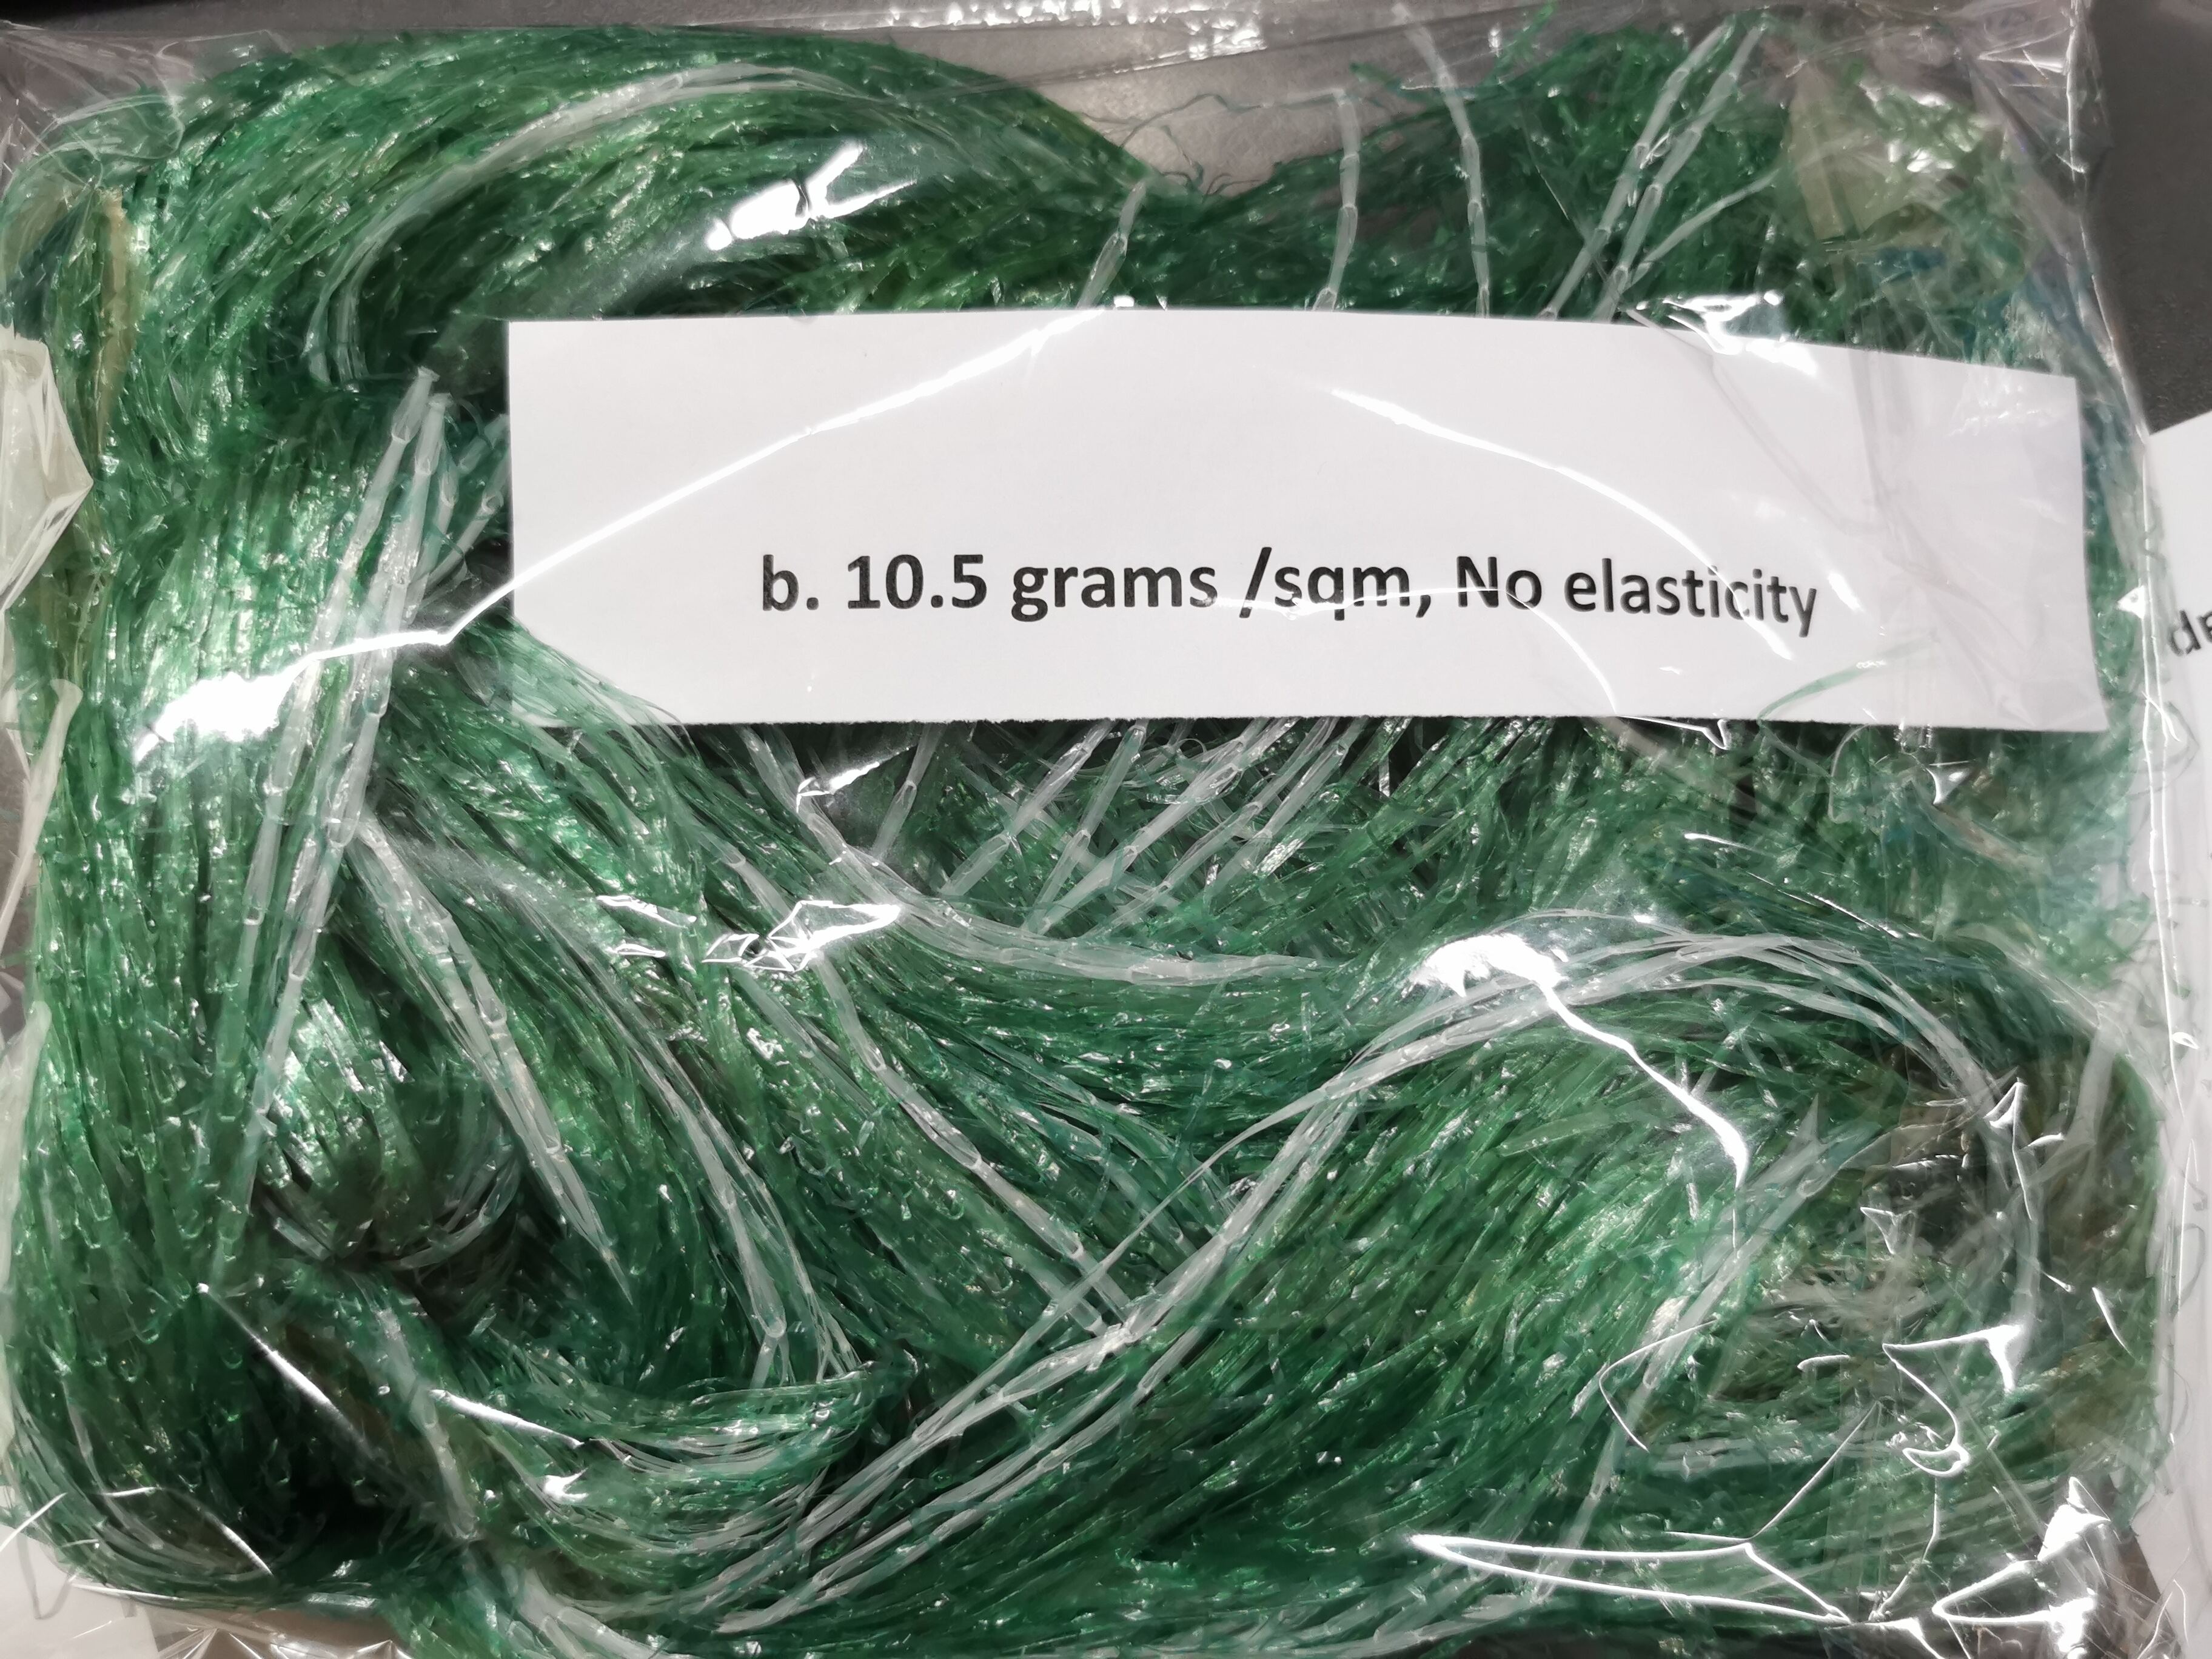 b. 10.5 grams /sqm, No elasticity